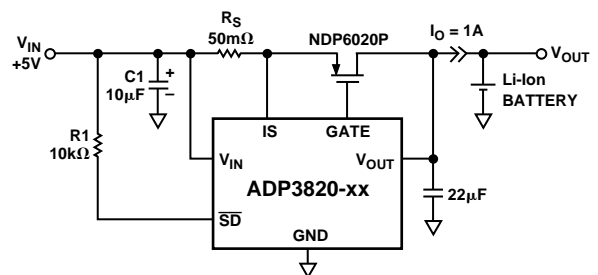 VIN
+5V
RS
50mΩ
NDP6020P
IO = 1A
VOUT
C1
10μF
+
–
Li-Ion
BATTERY
R1
10kΩ
IS
GATE
VIN
VOUT
ADP3820-xx
22μF
SD
GND